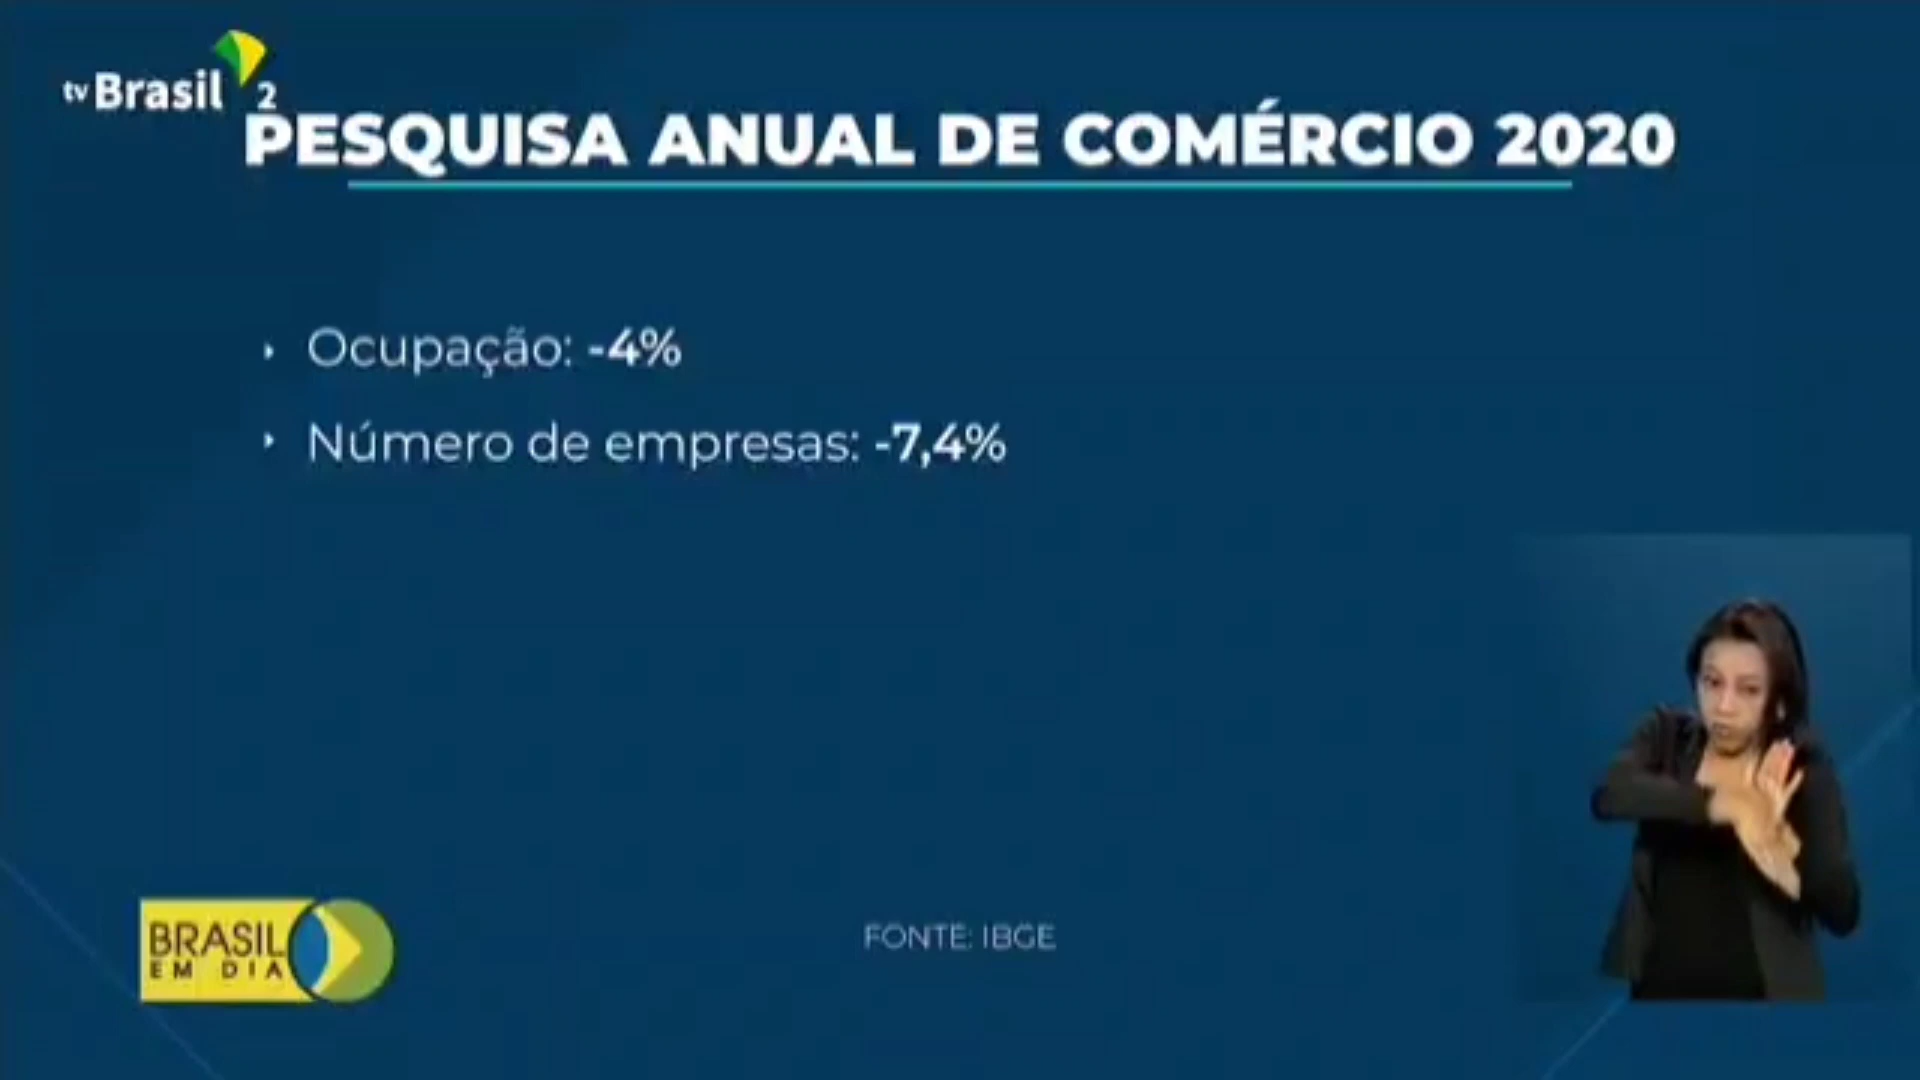 tv Brasil 2
PESQUISA ANUAL DE COMÉRCIO 2020
Ocupação: -4%
Número de empresas: -7,4%
BRASIL
EM DIA
FONTE: IBGE